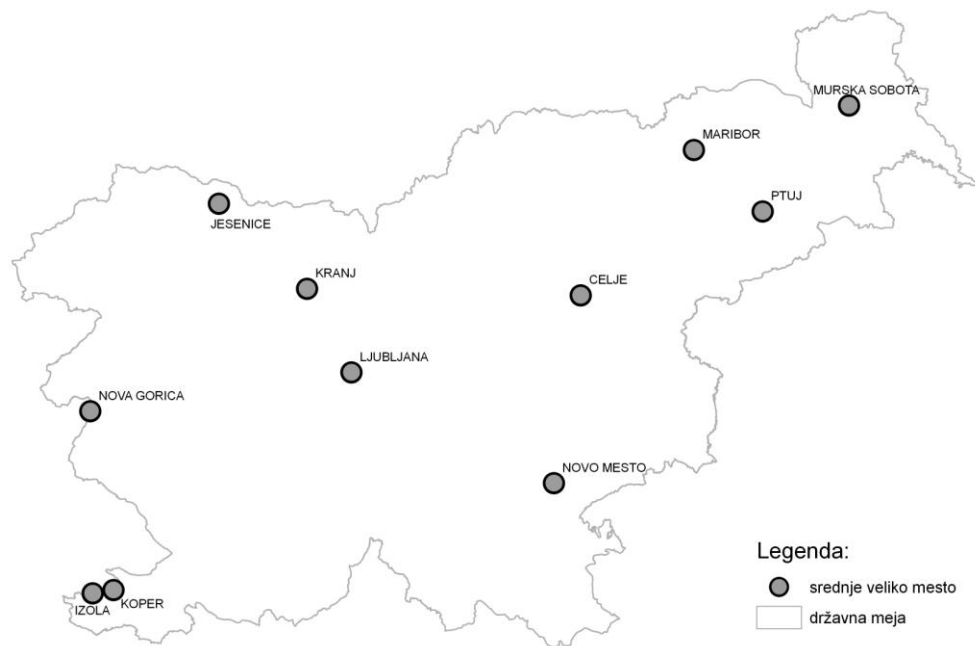 MURSKA SOBOTA
MARIBOR
PTUJ
JESENICE
KRANJ
CELJE
LJUBLJANA
NOVA GORICA
NOVO MESTO
IZOLA
KOPER
Legenda:
srednje veliko mesto
državna meja